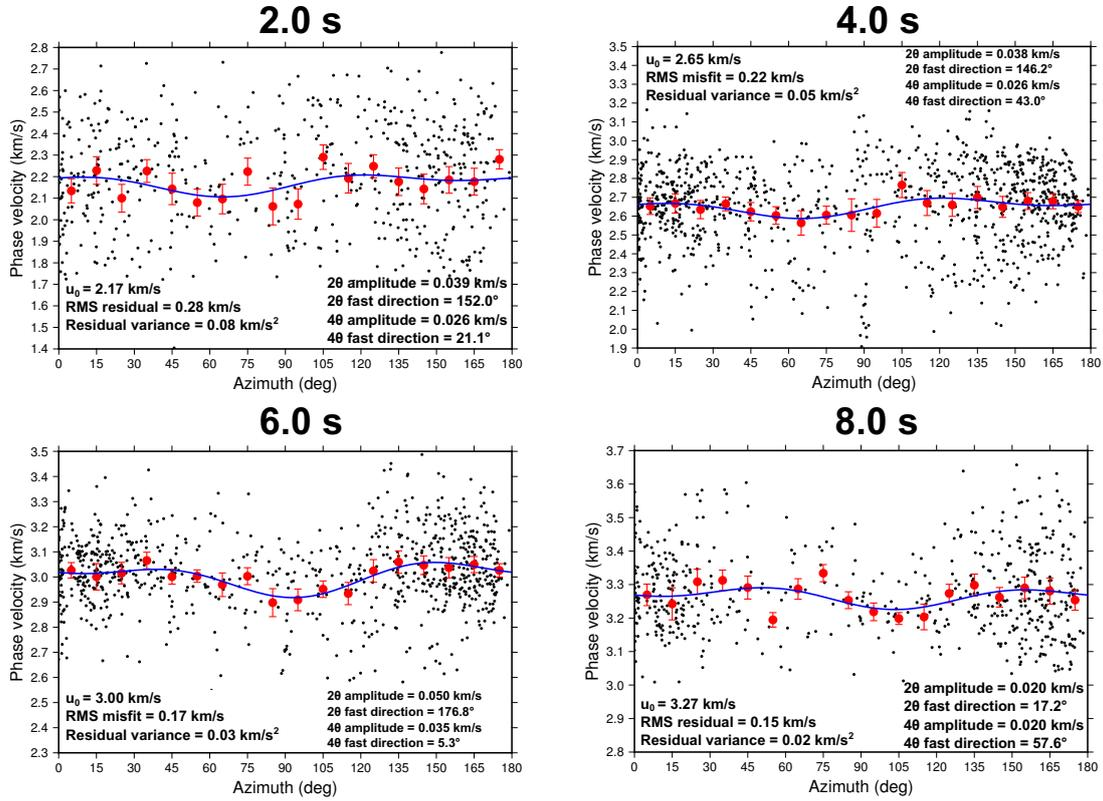 2.0 s
2.8
2.7
2.6
2.5
2.4
2.3
2.2
2.1
2.0
1.9
1.8
1.7
1.6
1.5
1.4
Phase velocity (km/s)
u₀ = 2.17 km/s
RMS residual = 0.28 km/s
Residual variance = 0.08 km/s²
2θ amplitude = 0.039 km/s
2θ fast direction = 152.0°
4θ amplitude = 0.026 km/s
4θ fast direction = 21.1°
0 15 30 45 60 75 90 105 120 135 150 165 180
Azimuth (deg)
4.0 s
3.5
3.4
3.3
3.2
3.1
3.0
2.9
2.8
2.7
2.6
2.5
2.4
2.3
2.2
2.1
2.0
1.9
Phase velocity (km/s)
u₀ = 2.65 km/s
RMS misfit = 0.22 km/s
Residual variance = 0.05 km/s²
2θ amplitude = 0.038 km/s
2θ fast direction = 146.2°
4θ amplitude = 0.026 km/s
4θ fast direction = 43.0°
0 15 30 45 60 75 90 105 120 135 150 165 180
Azimuth (deg)
6.0 s
3.5
3.4
3.3
3.2
3.1
3.0
2.9
2.8
2.7
2.6
2.5
2.4
2.3
Phase velocity (km/s)
u₀ = 3.00 km/s
RMS misfit = 0.17 km/s
Residual variance = 0.03 km/s²
2θ amplitude = 0.050 km/s
2θ fast direction = 176.8°
4θ amplitude = 0.035 km/s
4θ fast direction = 5.3°
0 15 30 45 60 75 90 105 120 135 150 165 180
Azimuth (deg)
8.0 s
3.7
3.6
3.5
3.4
3.3
3.2
3.1
3.0
2.9
2.8
Phase velocity (km/s)
u₀ = 3.27 km/s
RMS residual = 0.15 km/s
Residual variance = 0.02 km/s²
2θ amplitude = 0.020 km/s
2θ fast direction = 17.2°
4θ amplitude = 0.020 km/s
4θ fast direction = 57.6°
0 15 30 45 60 75 90 105 120 135 150 165 180
Azimuth (deg)